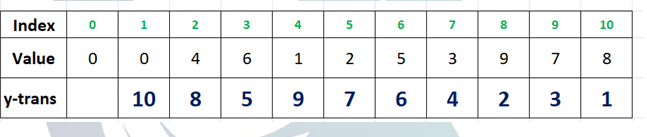 Index 0 1 2 3 4 5 6 7 8 9 10
Value 0 0 4 6 1 2 5 3 9 7 8
y-trans 10 8 5 9 7 6 4 2 3 1